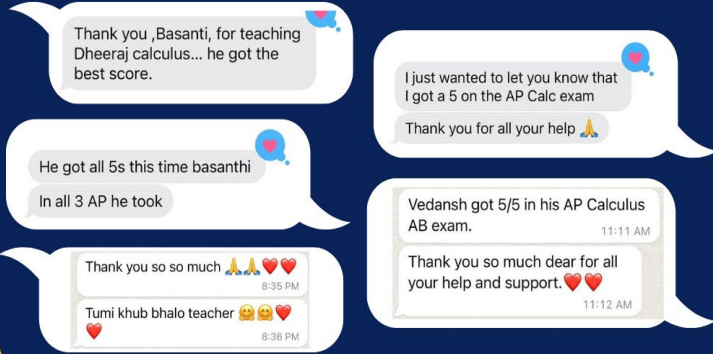 Thank you ,Basanti, for teaching
Dheeraj calculus... he got the
best score.
I just wanted to let you know that
I got a 5 on the AP Calc exam
Thank you for all your help 🙏
He got all 5s this time basanthi
In all 3 AP he took
Vedansh got 5/5 in his AP Calculus
AB exam.
11:11 AM
Thank you so much dear for all
your help and support.❤️❤️
11:12 AM
Thank you so so much 🙏🙏❤️❤️
8:35 PM
Tumi khub bhalo teacher 🤗🤗❤️
❤️
8:36 PM